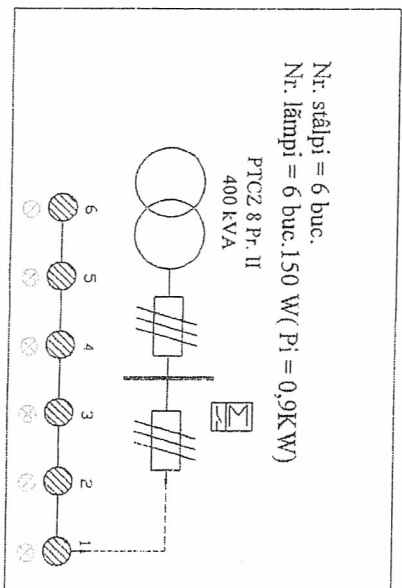 Nr. stâlpi = 6 buc.
Nr. lămpi = 6 buc.150 W( Pi = 0,9KW)
PTCZ 8 Pr. II
400 kVA
6 5 4 3 2 1